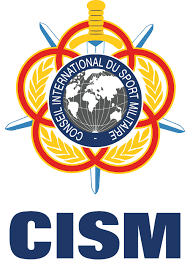 CONSEIL INTERNATIONAL DU SPORT MILITAIRE
CISM